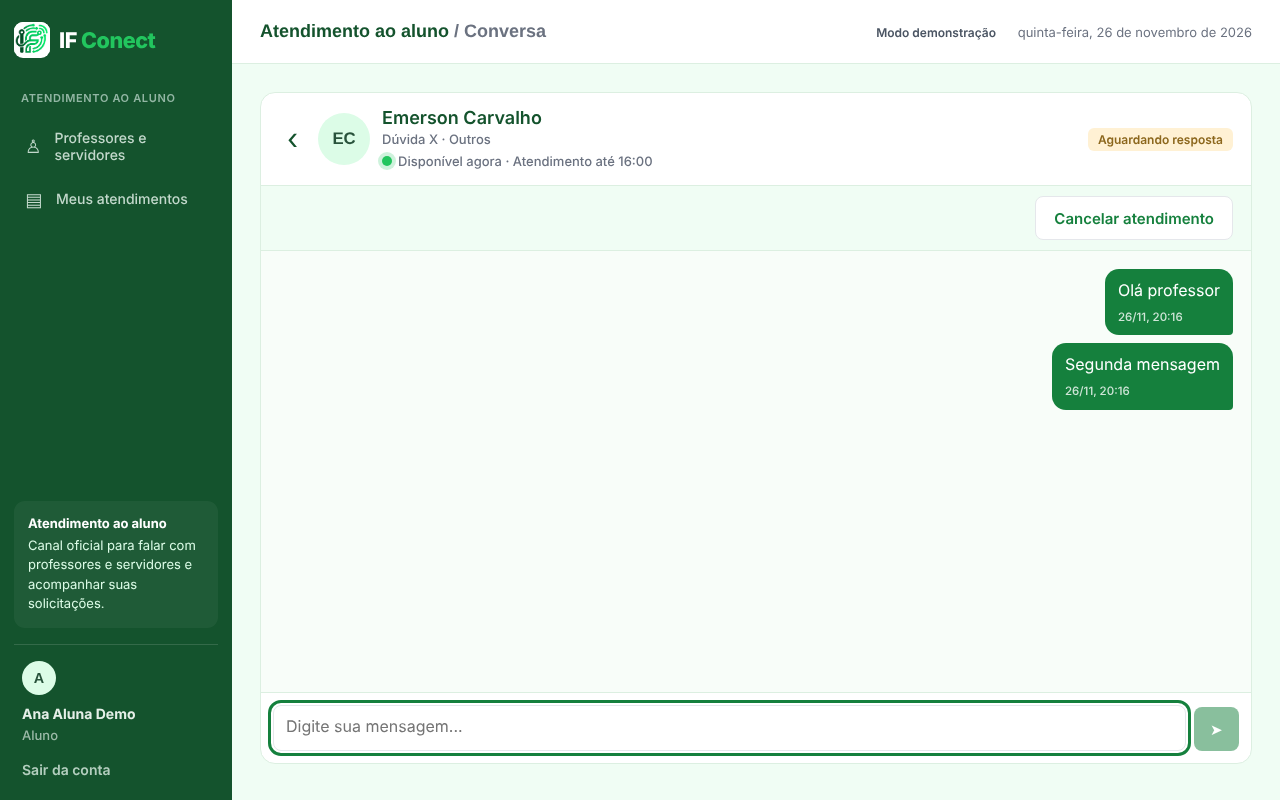 IF Conect
ATENDIMENTO AO ALUNO
Professores e
servidores
Meus atendimentos
Atendimento ao aluno
Canal oficial para falar com
professores e servidores e
acompanhar suas
solicitações.
A
Ana Aluna Demo
Aluno
Sair da conta
Atendimento ao aluno / Conversa
Modo demonstração
quinta-feira, 26 de novembro de 2026
EC
Emerson Carvalho
Dúvida X · Outros
Disponível agora · Atendimento até 16:00
Aguardando resposta
Cancelar atendimento
Olá professor
26/11, 20:16
Segunda mensagem
26/11, 20:16
Digite sua mensagem...